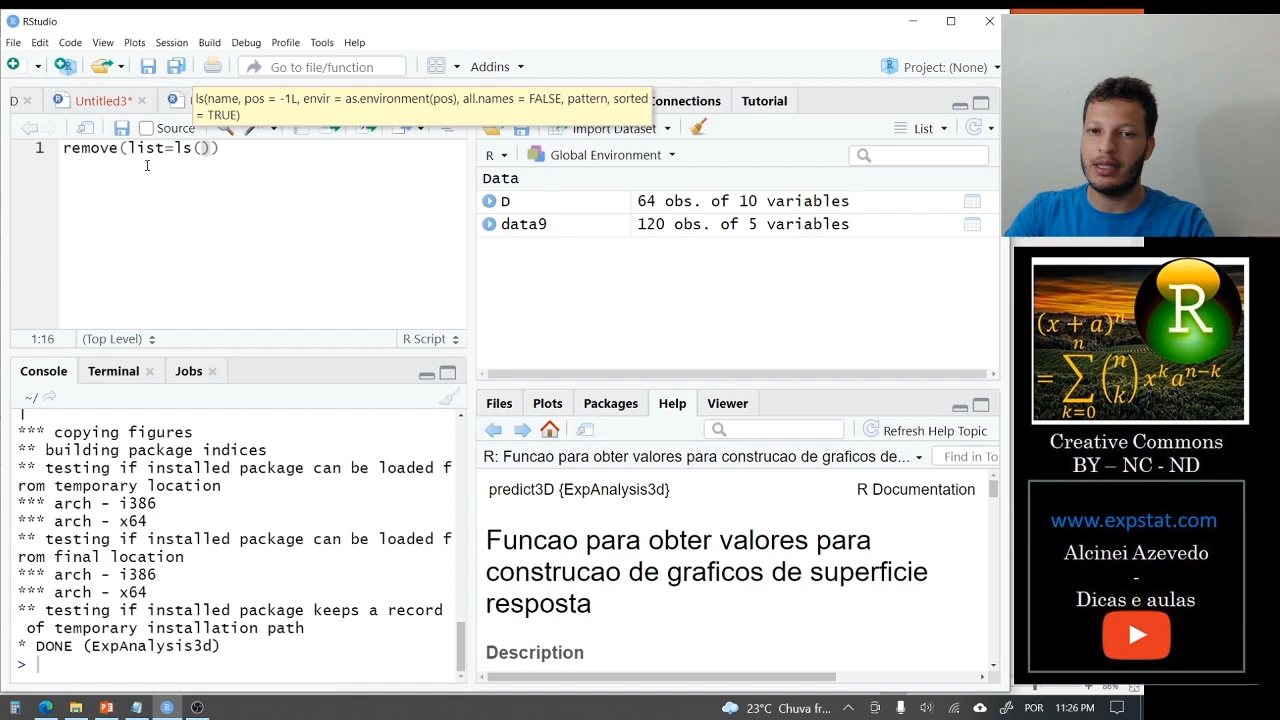 RStudio
File Edit Code View Plots Session Build Debug Profile Tools Help
Go to file/function
Addins
Project: (None)
D
Untitled3*
ls(name, pos = -1L, envir = as.environment(pos), all.names = FALSE, pattern, sorted
= TRUE)
Connections
Tutorial
Source
Import Dataset
List
1 remove(list=ls())
R
Global Environment
Data
D 64 obs. of 10 variables
data9 120 obs. of 5 variables
1:16 (Top Level) R Script
Console Terminal Jobs
~/
*** copying figures
** building package indices
** testing if installed package can be loaded f
rom temporary location
*** arch - i386
*** arch - x64
** testing if installed package can be loaded f
rom final location
*** arch - i386
*** arch - x64
** testing if installed package keeps a record
of temporary installation path
* DONE (ExpAnalysis3d)
>
Files Plots Packages Help Viewer
Refresh Help Topic
R: Funcao para obter valores para construcao de graficos de...
Find in To
predict3D {ExpAnalysis3d}
R Documentation
Funcao para obter valores para
construcao de graficos de superficie
resposta
Description
R
(x + a)^n
= ∑_{k=0}^{n} (n k) x^k a^{n-k}
Creative Commons
BY – NC - ND
www.expstat.com
Alcinei Azevedo
-
Dicas e aulas
86%
23°C Chuva fr...
POR
11:26 PM